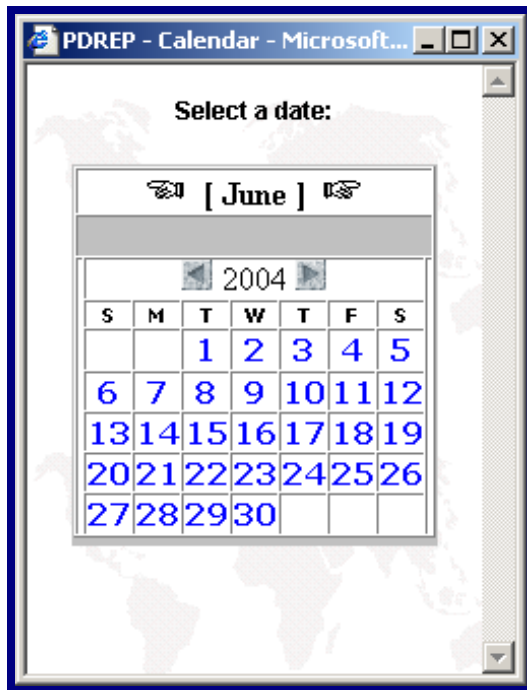 PDREP - Calendar - Microsoft...
Select a date:
[ June ]
2004
S M T W T F S
1 2 3 4 5
6 7 8 9 10 11 12
13 14 15 16 17 18 19
20 21 22 23 24 25 26
27 28 29 30